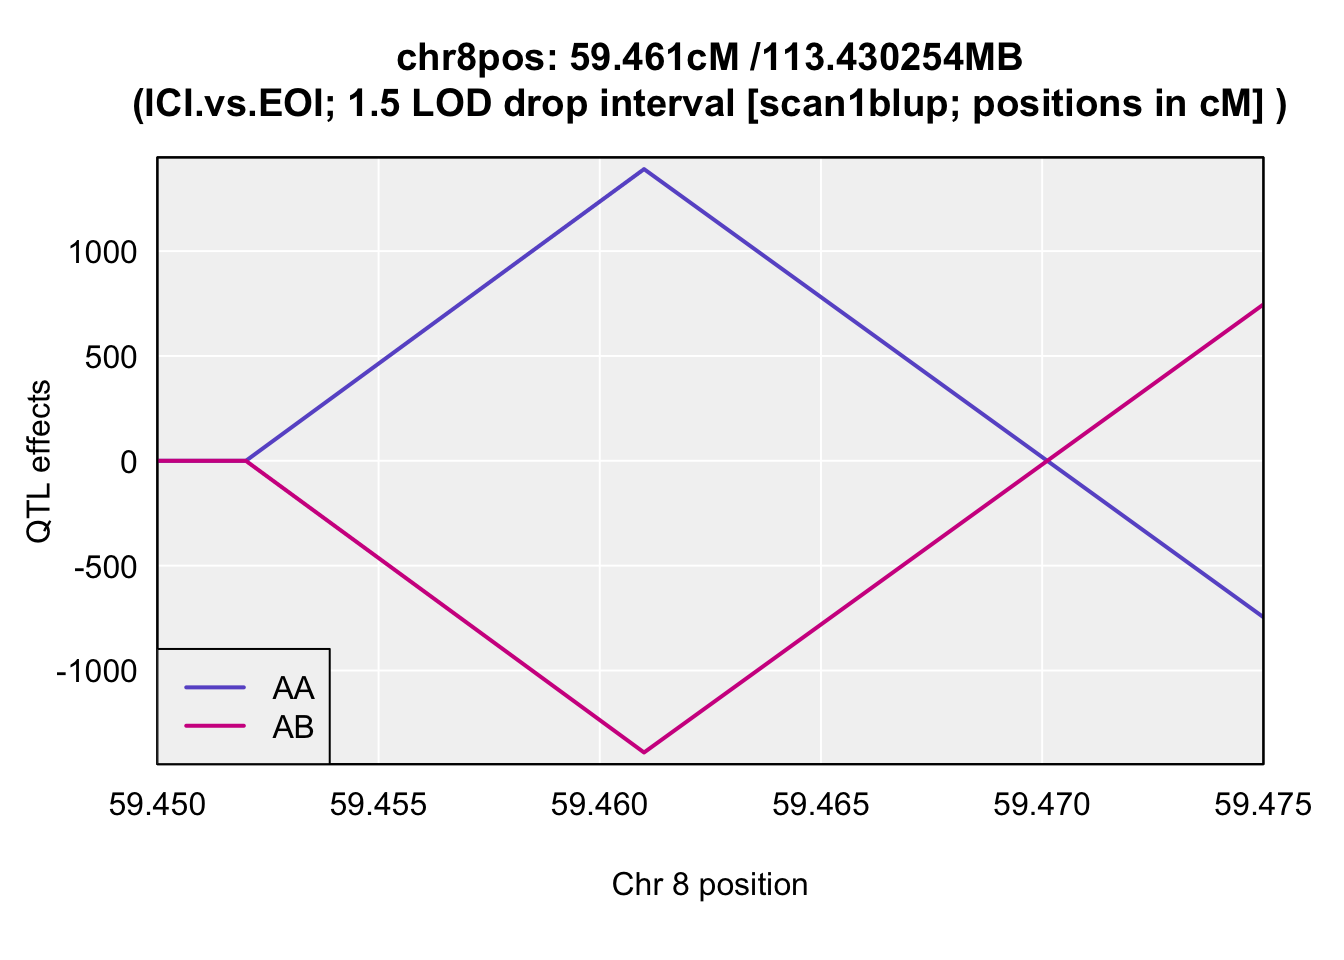 chr8pos: 59.461cM /113.430254MB
(ICI.vs.EOI; 1.5 LOD drop interval [scan1blup; positions in cM] )
QTL effects
1000
500
0
-500
-1000
AA
AB
59.450 59.455 59.460 59.465 59.470 59.475
Chr 8 position